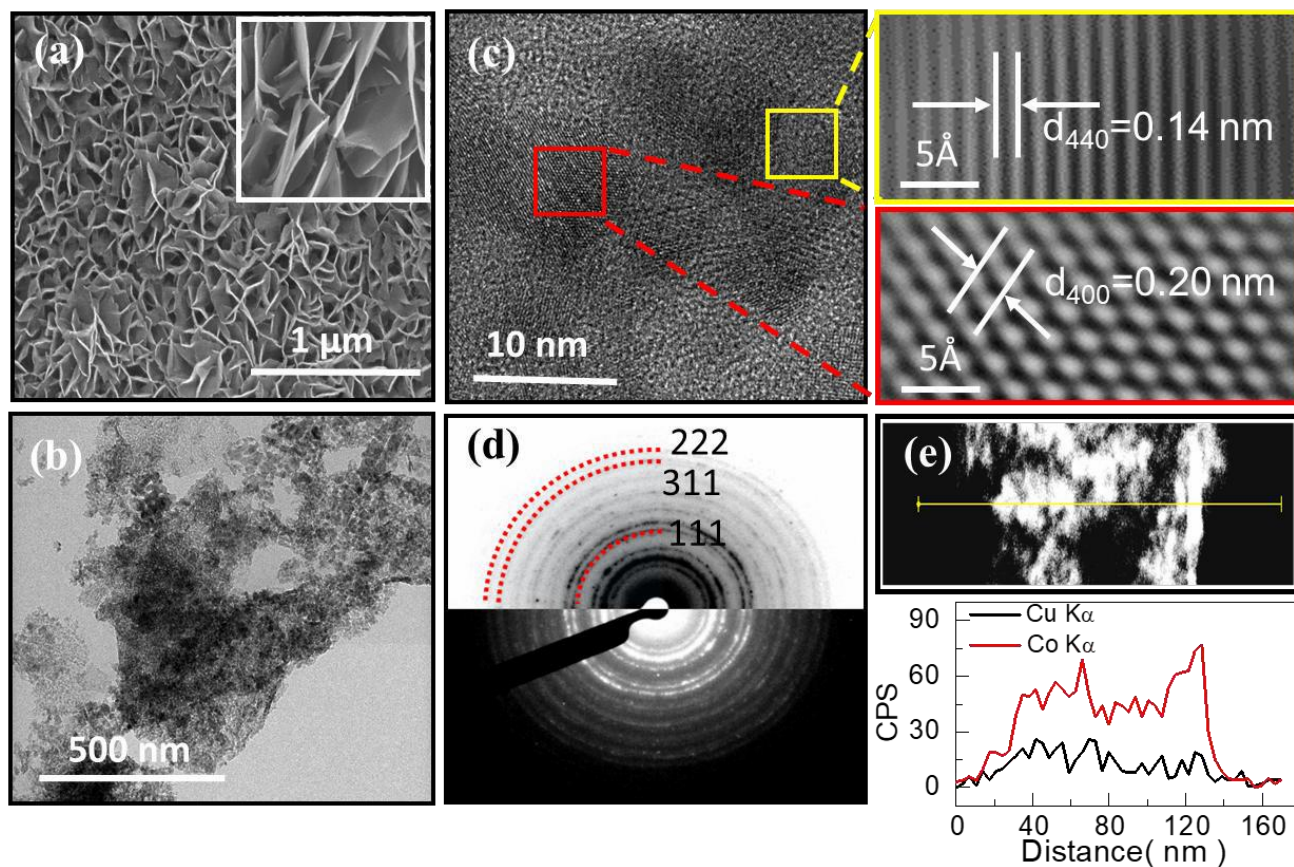 (a)
1 µm
(b)
500 nm
(c)
10 nm
d440=0.14 nm
5Å
d400=0.20 nm
5Å
(d)
222
311
111
(e)
90
60
30
0
CPS
Cu Kα
Co Kα
0 40 80 120 160
Distance( nm )